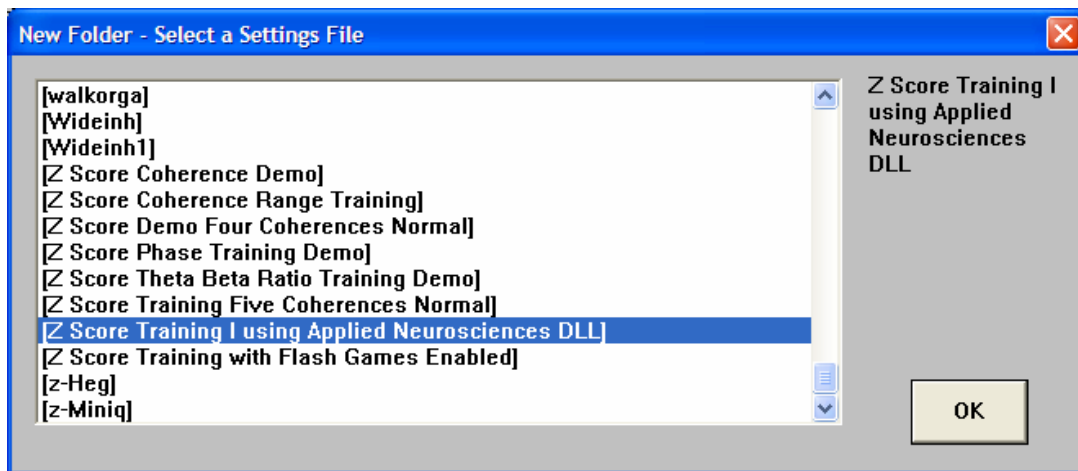 New Folder - Select a Settings File
[walkorga]
[Wideinh]
[Wideinh1]
[Z Score Coherence Demo]
[Z Score Coherence Range Training]
[Z Score Demo Four Coherences Normal]
[Z Score Phase Training Demo]
[Z Score Theta Beta Ratio Training Demo]
[Z Score Training Five Coherences Normal]
[Z Score Training I using Applied Neurosciences DLL]
[Z Score Training with Flash Games Enabled]
[z-Heg]
[z-Miniq]
Z Score Training I
using Applied
Neurosciences
DLL
OK